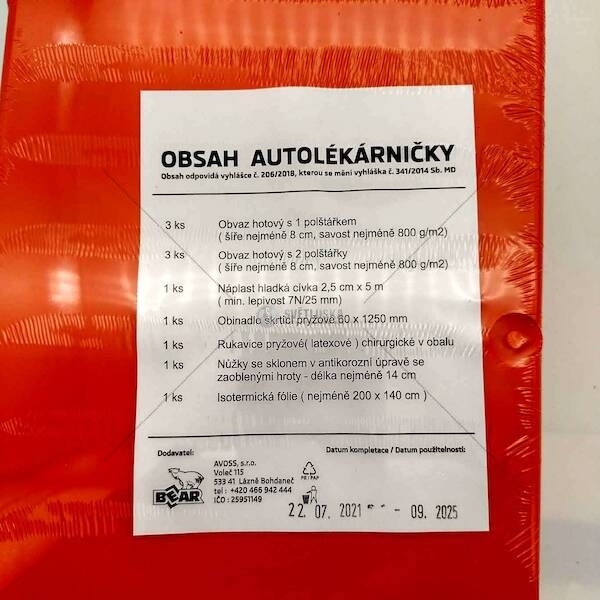 OBSAH AUTOLÉKÁRNIČKY
Obsah odpovídá vyhlášce č. 206/2018, kterou se mění vyhláška č. 341/2014 Sb. MD
3 ks Obvaz hotový s 1 polštářkem
( šíře nejméně 8 cm, savost nejméně 800 g/m2)
3 ks Obvaz hotový s 2 polštářky
( šíře nejméně 8 cm, savost nejméně 800 g/m2)
1 ks Náplast hladká cívka 2,5 cm x 5 m
( min. lepivost 7N/25 mm)
1 ks Obinadlo škrtící pryžové 60 x 1250 mm
1 ks Rukavice pryžové( latexové ) chirurgické v obalu
1 ks Nůžky se sklonem v antikorozní úpravě se
zaoblenými hroty - délka nejméně 14 cm
1 ks Isotermická fólie ( nejméně 200 x 140 cm )
Dodavatel:
Datum kompletace / Datum použitelnosti:
AVOSS, s.r.o.
Voleč 115
533 41 Lázně Bohdaneč
tel : +420 466 942 444
IČO : 25951149
BEAR
PE / PAP
22. 07. 2021 - 09. 2025